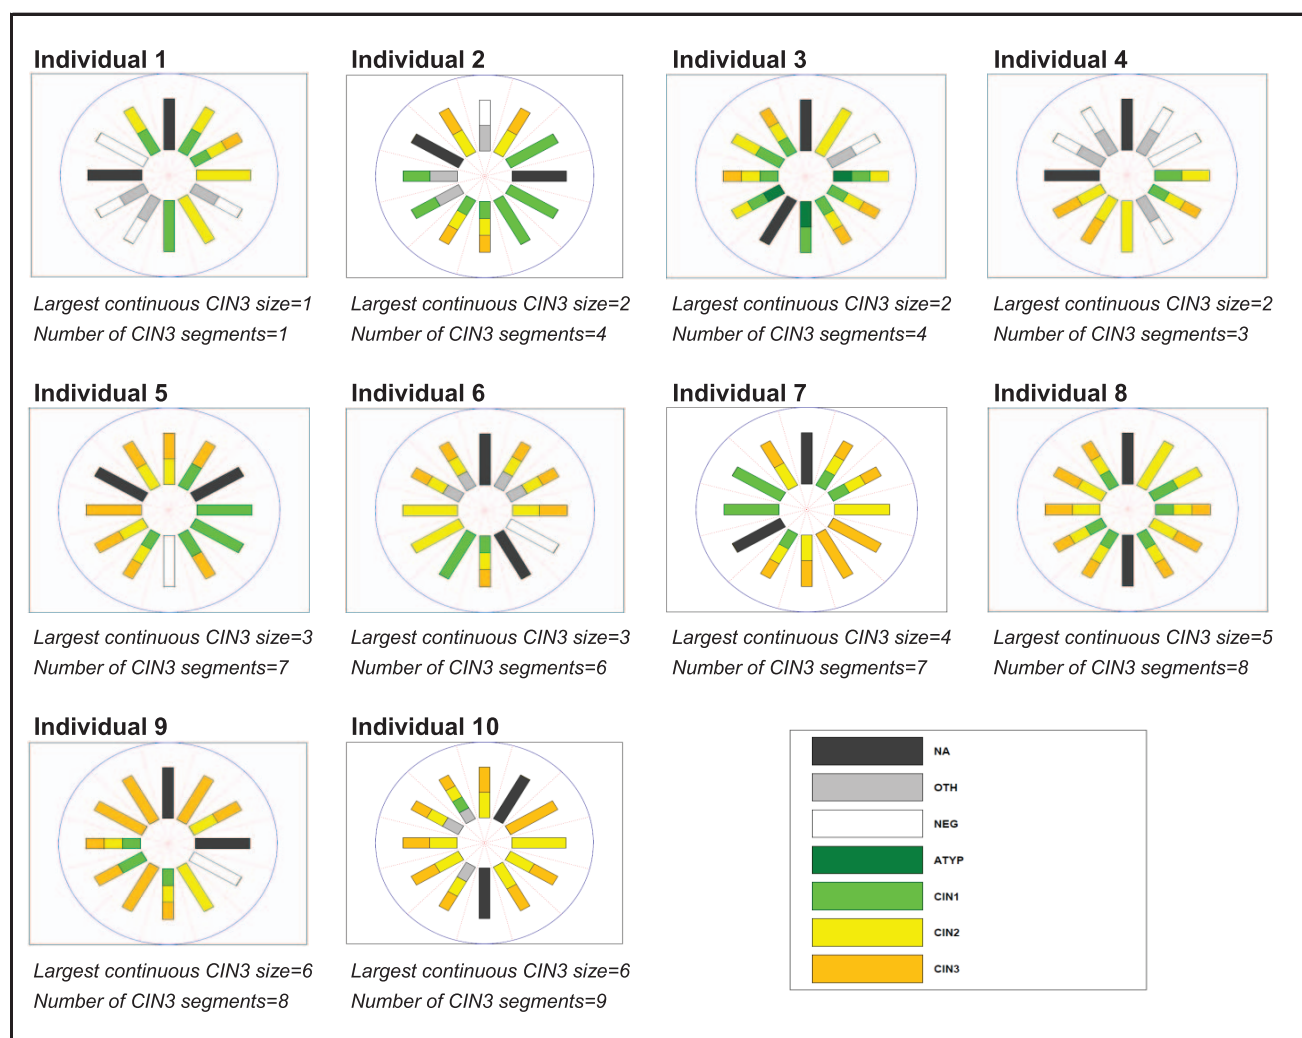 Individual 1
Individual 2
Individual 3
Individual 4
Largest continuous CIN3 size=1
Number of CIN3 segments=1
Largest continuous CIN3 size=2
Number of CIN3 segments=4
Largest continuous CIN3 size=2
Number of CIN3 segments=4
Largest continuous CIN3 size=2
Number of CIN3 segments=3
Individual 5
Individual 6
Individual 7
Individual 8
Largest continuous CIN3 size=3
Number of CIN3 segments=7
Largest continuous CIN3 size=3
Number of CIN3 segments=6
Largest continuous CIN3 size=4
Number of CIN3 segments=7
Largest continuous CIN3 size=5
Number of CIN3 segments=8
Individual 9
Individual 10
Largest continuous CIN3 size=6
Number of CIN3 segments=8
Largest continuous CIN3 size=6
Number of CIN3 segments=9
NA
OTH
NEG
ATYP
CIN1
CIN2
CIN3